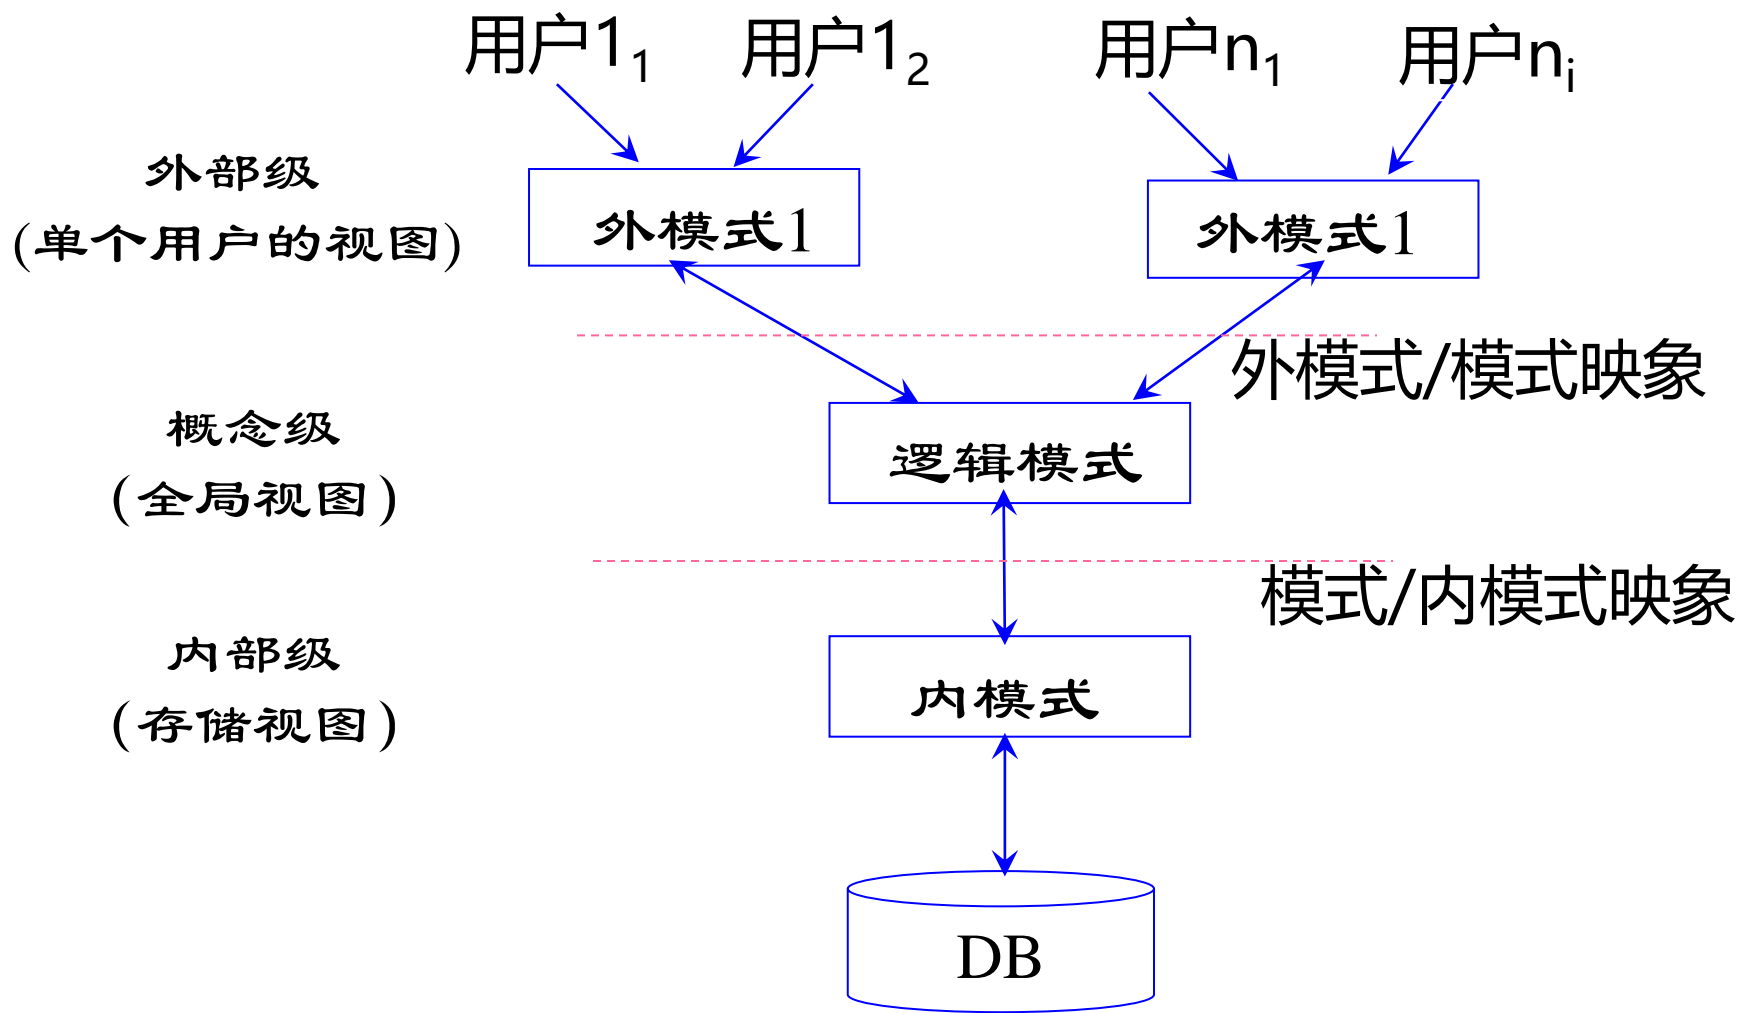 用户1₁
用户1₂
用户n₁
用户nᵢ
外部级
(单个用户的视图)
外模式1
外模式1
外模式/模式映象
概念级
(全局视图)
逻辑模式
模式/内模式映象
内部级
(存储视图)
内模式
DB